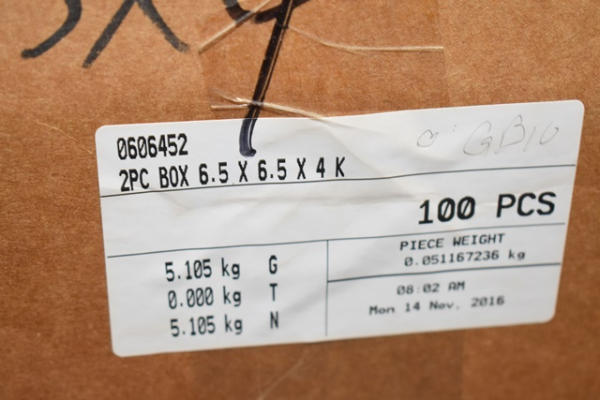 0606452
2PC BOX 6.5 X 6.5 X 4 K
100 PCS
5.105 kg G
0.000 kg T
5.105 kg N
PIECE WEIGHT
0.051167236 kg
08:02 AM
Mon 14 Nov. 2016